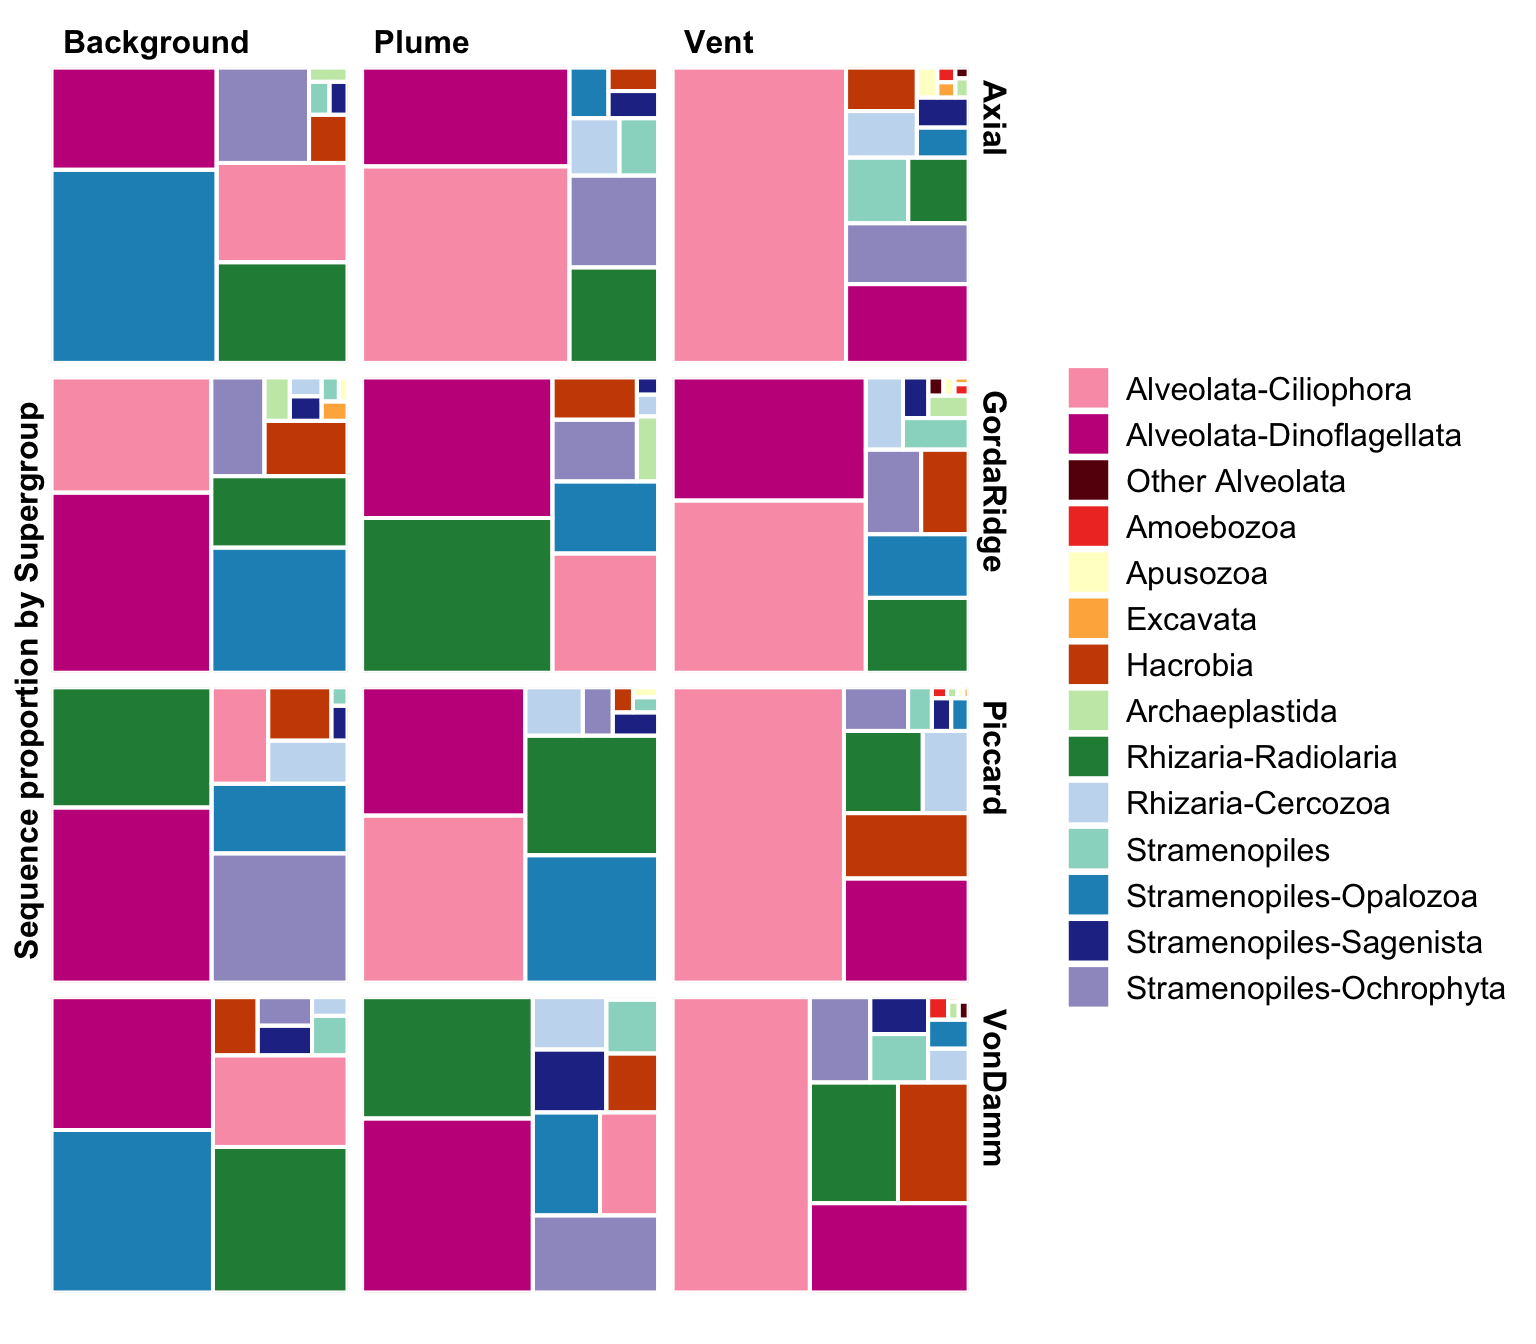 Background
Plume
Vent
Axial
GordaRidge
Piccard
VonDamm
Sequence proportion by Supergroup
Alveolata-Ciliophora
Alveolata-Dinoflagellata
Other Alveolata
Amoebozoa
Apusozoa
Excavata
Hacrobia
Archaeplastida
Rhizaria-Radiolaria
Rhizaria-Cercozoa
Stramenopiles
Stramenopiles-Opalozoa
Stramenopiles-Sagenista
Stramenopiles-Ochrophyta